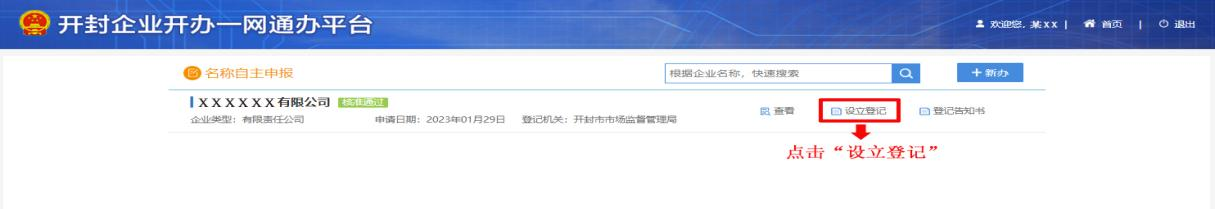 开封企业开办一网通办平台
欢迎您, 某XX | 首页 | 退出
名称自主申报
根据企业名称，快速搜索
+新办
XXXXXX有限公司 核准通过
查看 设立登记 登记告知书
企业类型：有限责任公司 申请日期：2023年01月29日 登记机关：开封市市场监督管理局
点击“设立登记”